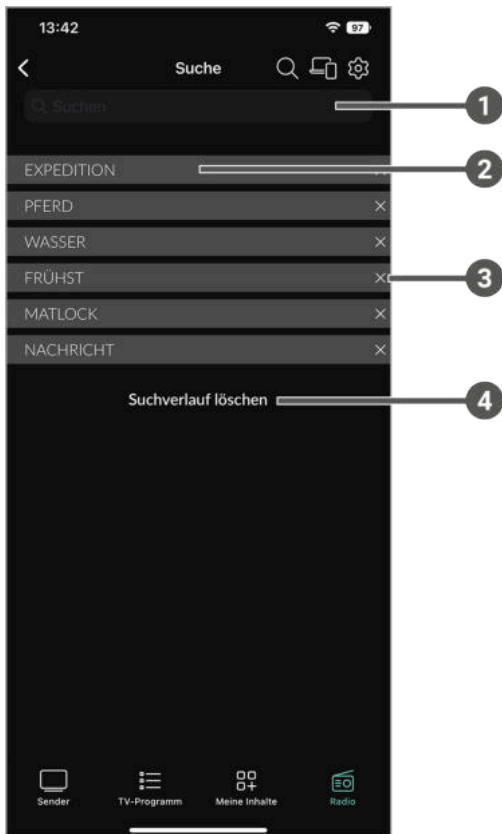 13:42
97
Suche
Suchen
1
EXPEDITION
2
PFERD
WASSER
FRÜHST
3
MATLOCK
NACHRICHT
Suchverlauf löschen
4
Sender
TV-Programm
Meine Inhalte
Radio